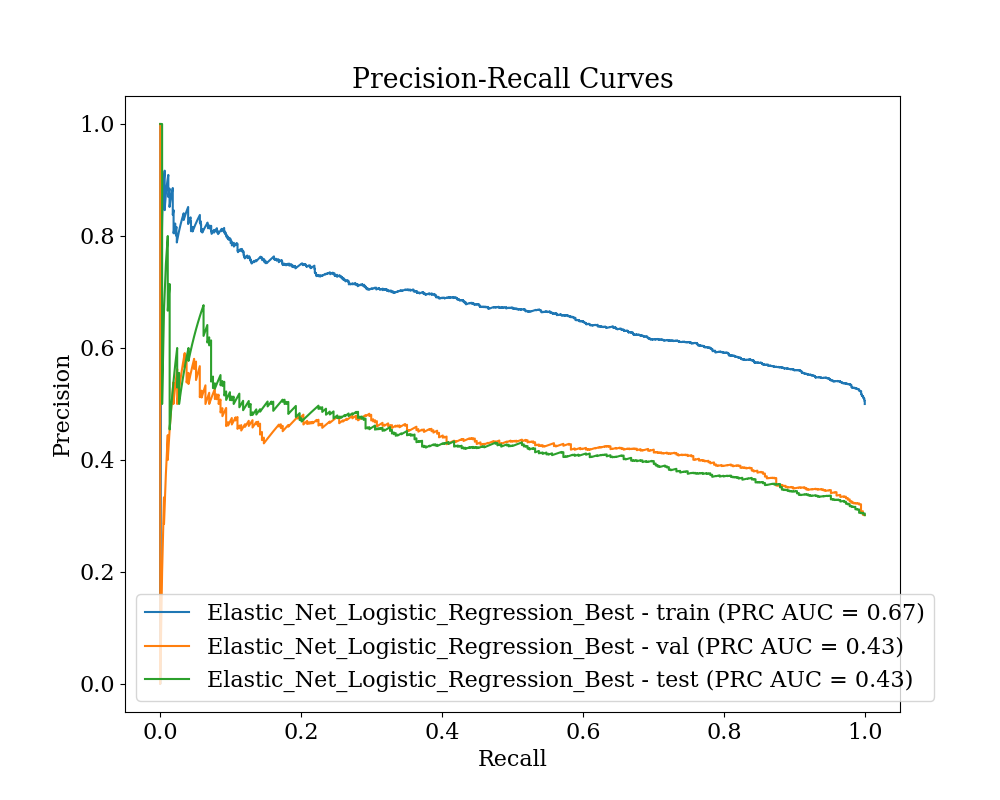 Precision-Recall Curves
1.0
0.8
0.6
0.4
0.2
0.0
Precision
Elastic_Net_Logistic_Regression_Best - train (PRC AUC = 0.67)
Elastic_Net_Logistic_Regression_Best - val (PRC AUC = 0.43)
Elastic_Net_Logistic_Regression_Best - test (PRC AUC = 0.43)
0.0 0.2 0.4 0.6 0.8 1.0
Recall